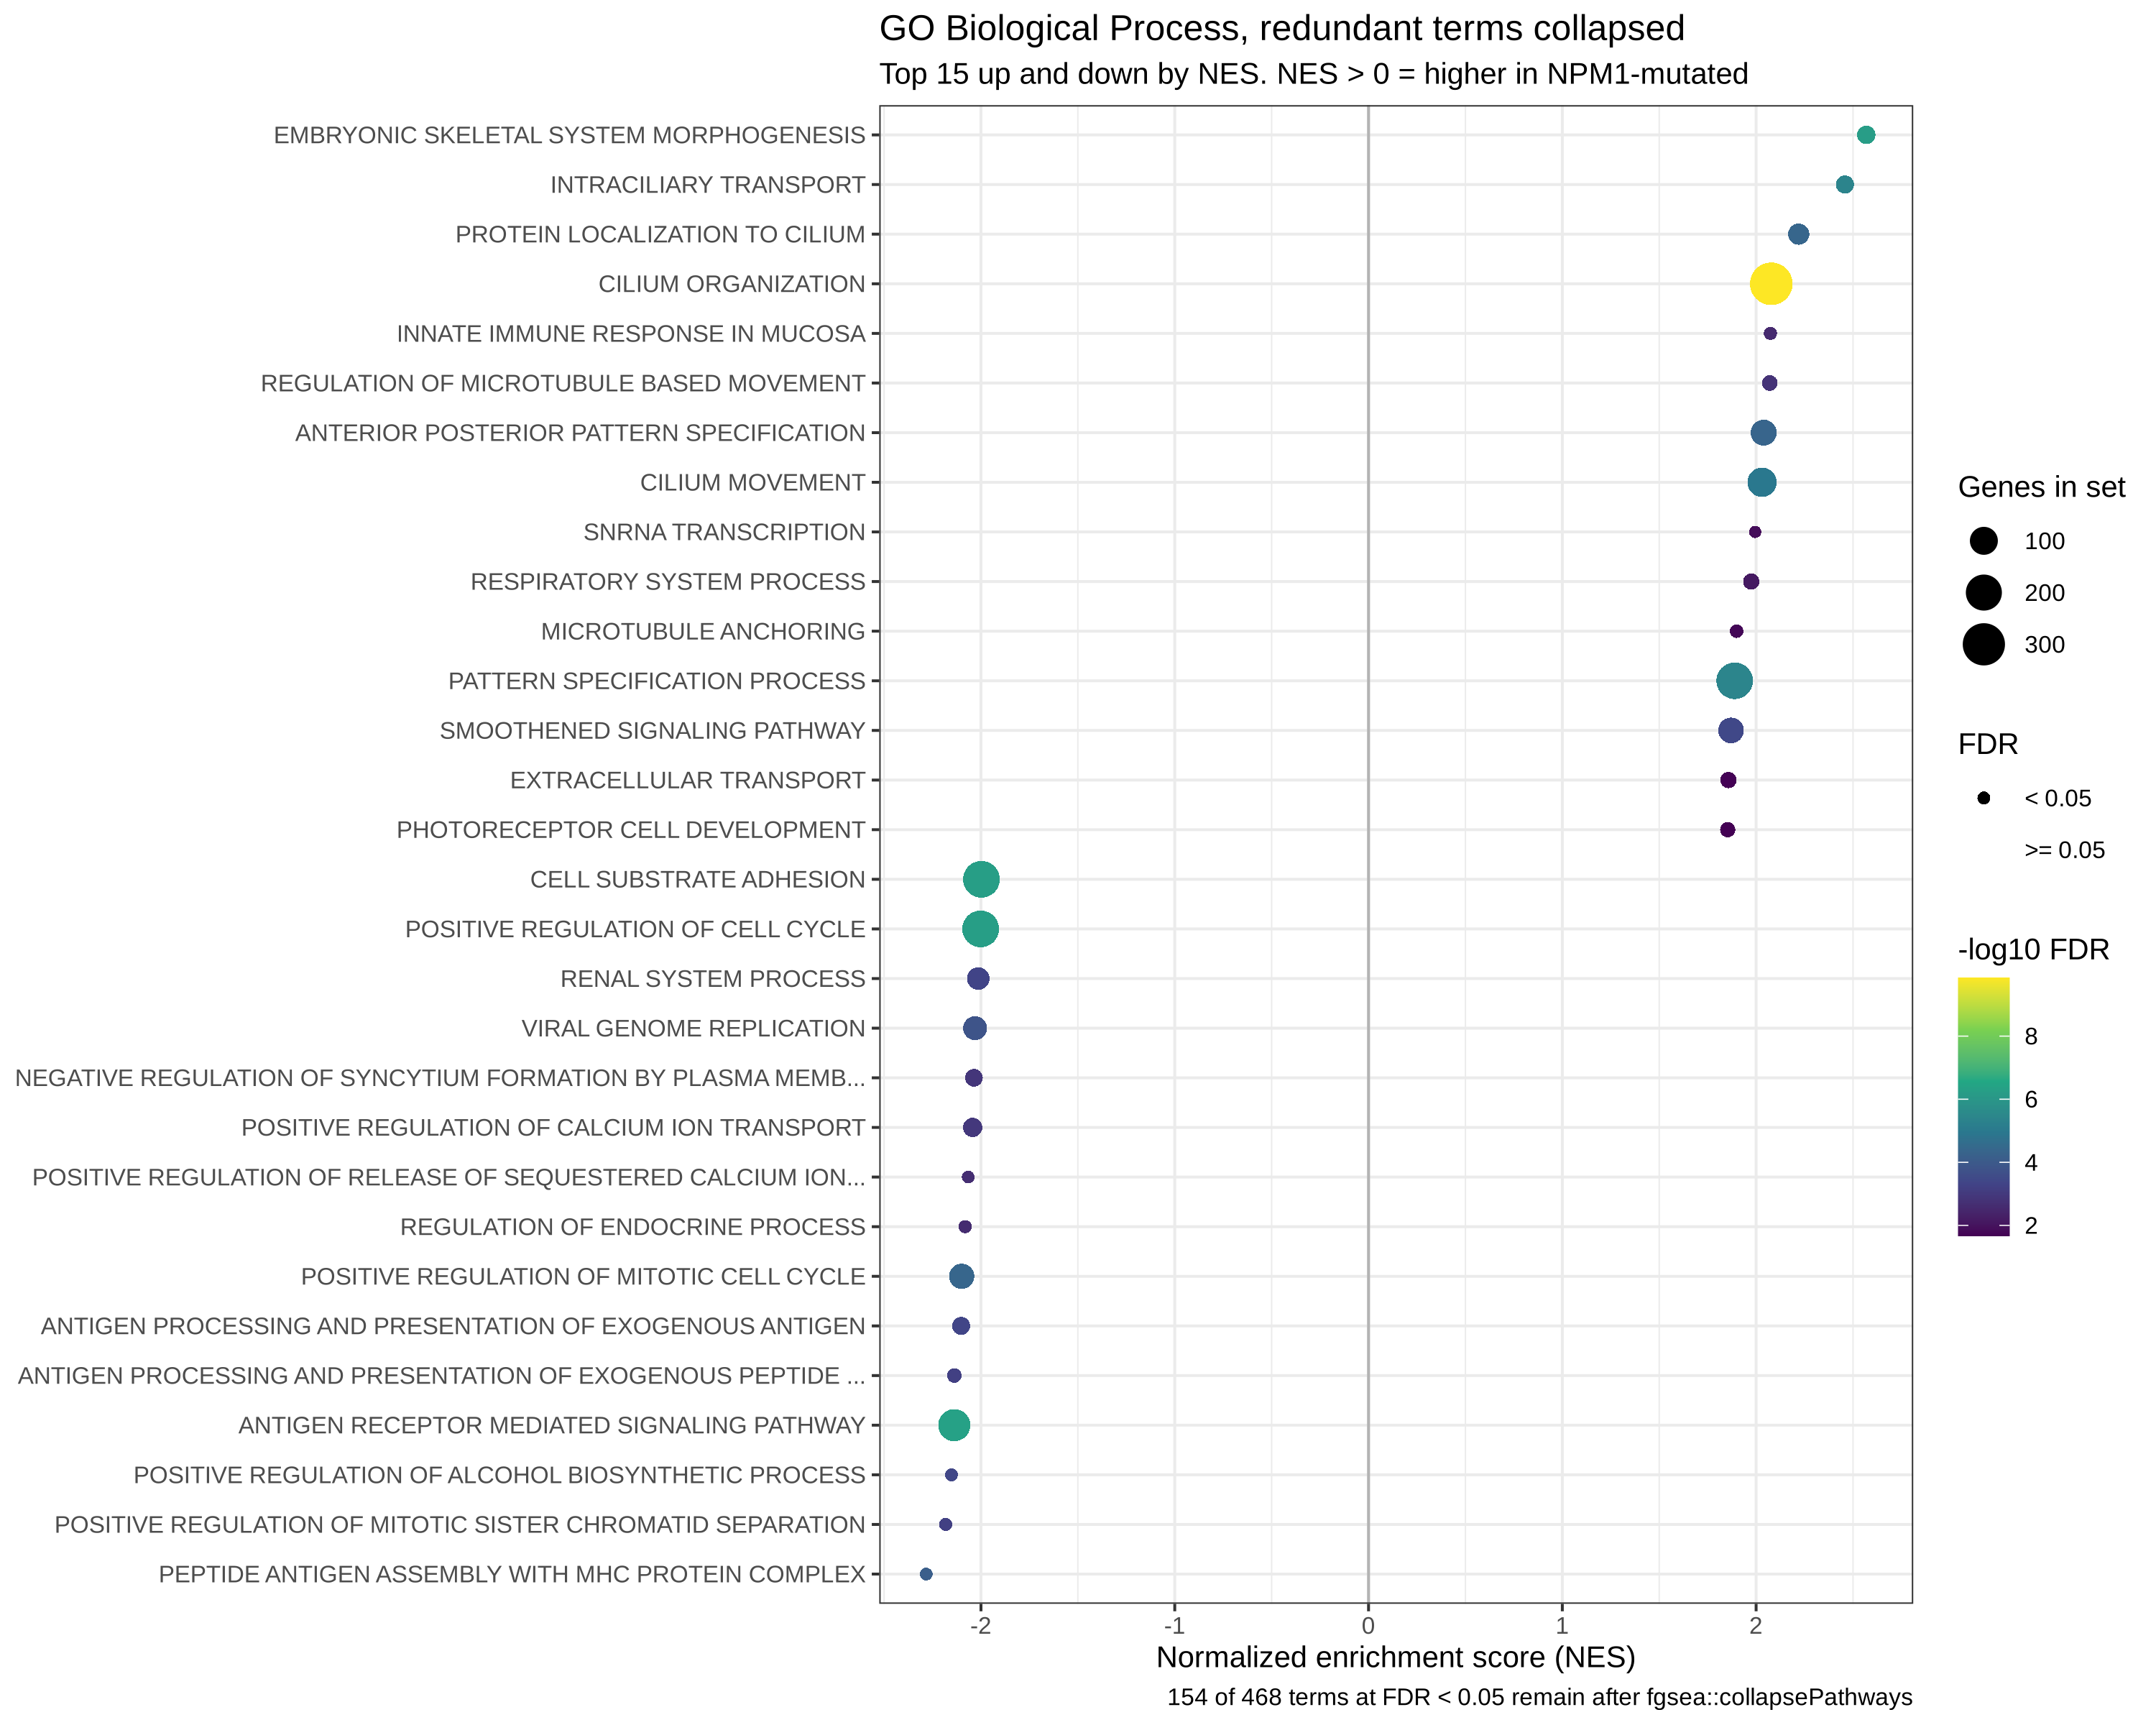 GO Biological Process, redundant terms collapsed
Top 15 up and down by NES. NES > 0 = higher in NPM1-mutated
EMBRYONIC SKELETAL SYSTEM MORPHOGENESIS
INTRACILIARY TRANSPORT
PROTEIN LOCALIZATION TO CILIUM
CILIUM ORGANIZATION
INNATE IMMUNE RESPONSE IN MUCOSA
REGULATION OF MICROTUBULE BASED MOVEMENT
ANTERIOR POSTERIOR PATTERN SPECIFICATION
CILIUM MOVEMENT
SNRNA TRANSCRIPTION
RESPIRATORY SYSTEM PROCESS
MICROTUBULE ANCHORING
PATTERN SPECIFICATION PROCESS
SMOOTHENED SIGNALING PATHWAY
EXTRACELLULAR TRANSPORT
PHOTORECEPTOR CELL DEVELOPMENT
CELL SUBSTRATE ADHESION
POSITIVE REGULATION OF CELL CYCLE
RENAL SYSTEM PROCESS
VIRAL GENOME REPLICATION
NEGATIVE REGULATION OF SYNCYTIUM FORMATION BY PLASMA MEMB...
POSITIVE REGULATION OF CALCIUM ION TRANSPORT
POSITIVE REGULATION OF RELEASE OF SEQUESTERED CALCIUM ION...
REGULATION OF ENDOCRINE PROCESS
POSITIVE REGULATION OF MITOTIC CELL CYCLE
ANTIGEN PROCESSING AND PRESENTATION OF EXOGENOUS ANTIGEN
ANTIGEN PROCESSING AND PRESENTATION OF EXOGENOUS PEPTIDE ...
ANTIGEN RECEPTOR MEDIATED SIGNALING PATHWAY
POSITIVE REGULATION OF ALCOHOL BIOSYNTHETIC PROCESS
POSITIVE REGULATION OF MITOTIC SISTER CHROMATID SEPARATION
PEPTIDE ANTIGEN ASSEMBLY WITH MHC PROTEIN COMPLEX
-2 -1 0 1 2
Normalized enrichment score (NES)
154 of 468 terms at FDR < 0.05 remain after fgsea::collapsePathways
Genes in set
100
200
300
FDR
< 0.05
>= 0.05
-log10 FDR
8
6
4
2